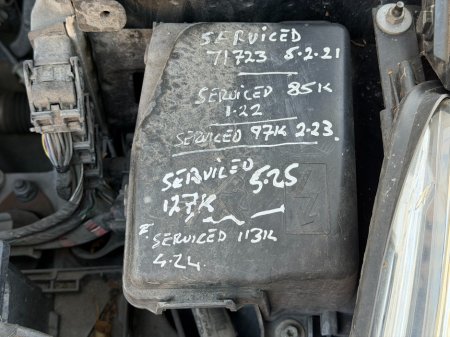 SERVICED
71723 5-2-21
SERVICED 85K
1-22
SERVICED 97K 2-23.
SERVICED 5.25
127K
SERVICED 113K
4-24